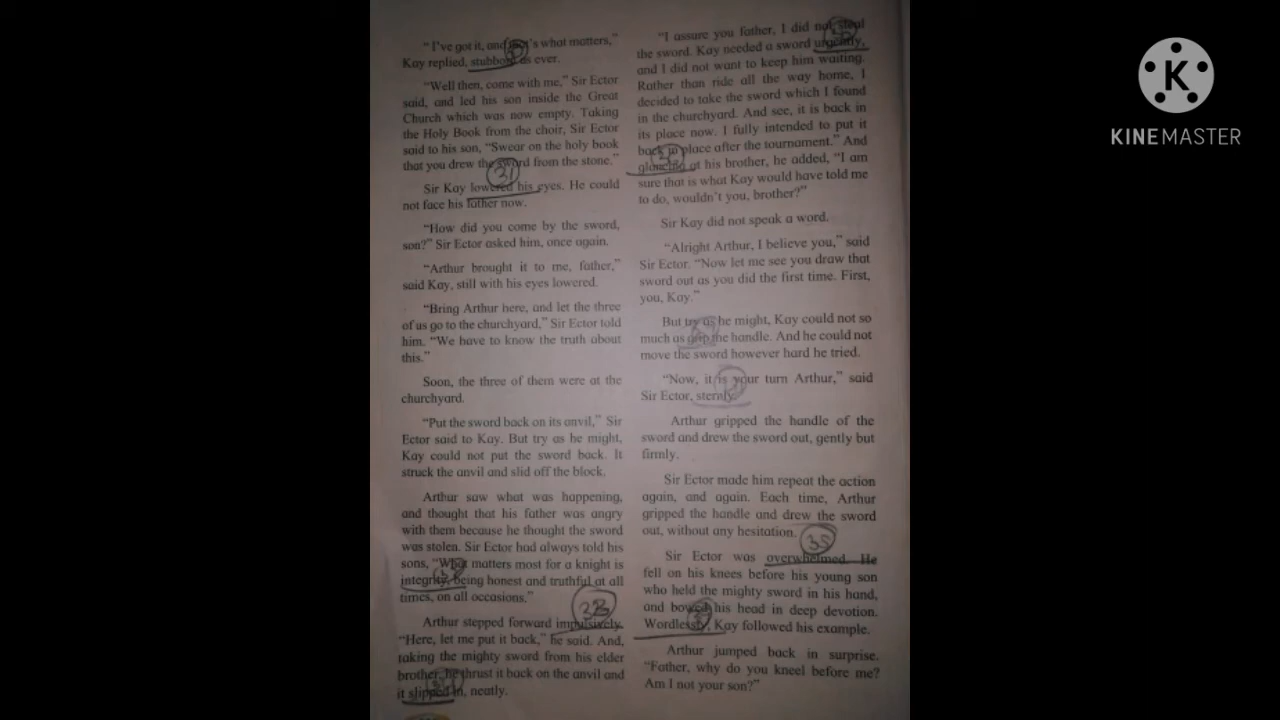 " I've got it, and that's what matters,"
Kay replied, stubborn as ever.
"Well then, come with me," Sir Ector
said, and led his son inside the Great
Church which was now empty. Taking
the Holy Book from the choir, Sir Ector
said to his son, "Swear on the holy book
that you drew the sword from the stone."
31
Sir Kay lowered his eyes. He could
not face his father now.
"How did you come by the sword,
son?" Sir Ector asked him, once again.
"Arthur brought it to me, father,"
said Kay, still with his eyes lowered.
"Bring Arthur here, and let the three
of us go to the churchyard," Sir Ector told
him. "We have to know the truth about
this."
Soon, the three of them were at the
churchyard.
"Put the sword back on its anvil," Sir
Ector said to Kay. But try as he might,
Kay could not put the sword back. It
struck the anvil and slid off the block.
Arthur saw what was happening,
and thought that his father was angry
with them because he thought the sword
was stolen. Sir Ector had always told his
sons, "What matters most for a knight is
integrity, being honest and truthful at all
times, on all occasions."
Arthur stepped forward impulsively.
"Here, let me put it back," he said. And,
taking the mighty sword from his elder
brother, he thrust it back on the anvil and
it slipped in, neatly.
"I assure you father, I did not steal
the sword. Kay needed a sword urgently,
and I did not want to keep him waiting.
Rather than ride all the way home, I
decided to take the sword which I found
in the churchyard. And see, it is back in
its place now. I fully intended to put it
back in place after the tournament." And
glancing at his brother, he added, "I am
sure that is what Kay would have told me
to do, wouldn't you, brother?"
Sir Kay did not speak a word.
"Alright Arthur, I believe you," said
Sir Ector. "Now let me see you draw that
sword out as you did the first time. First,
you, Kay."
But try as he might, Kay could not so
much as grip the handle. And he could not
move the sword however hard he tried.
"Now, it is your turn Arthur," said
Sir Ector, sternly.
Arthur gripped the handle of the
sword and drew the sword out, gently but
firmly.
Sir Ector made him repeat the action
again, and again. Each time, Arthur
gripped the handle and drew the sword
out, without any hesitation.
35
Sir Ector was overwhelmed. He
fell on his knees before his young son
who held the mighty sword in his hand,
and bowed his head in deep devotion.
Wordlessly, Kay followed his example.
Arthur jumped back in surprise.
"Father, why do you kneel before me?
Am I not your son?"
K
KINEMASTER